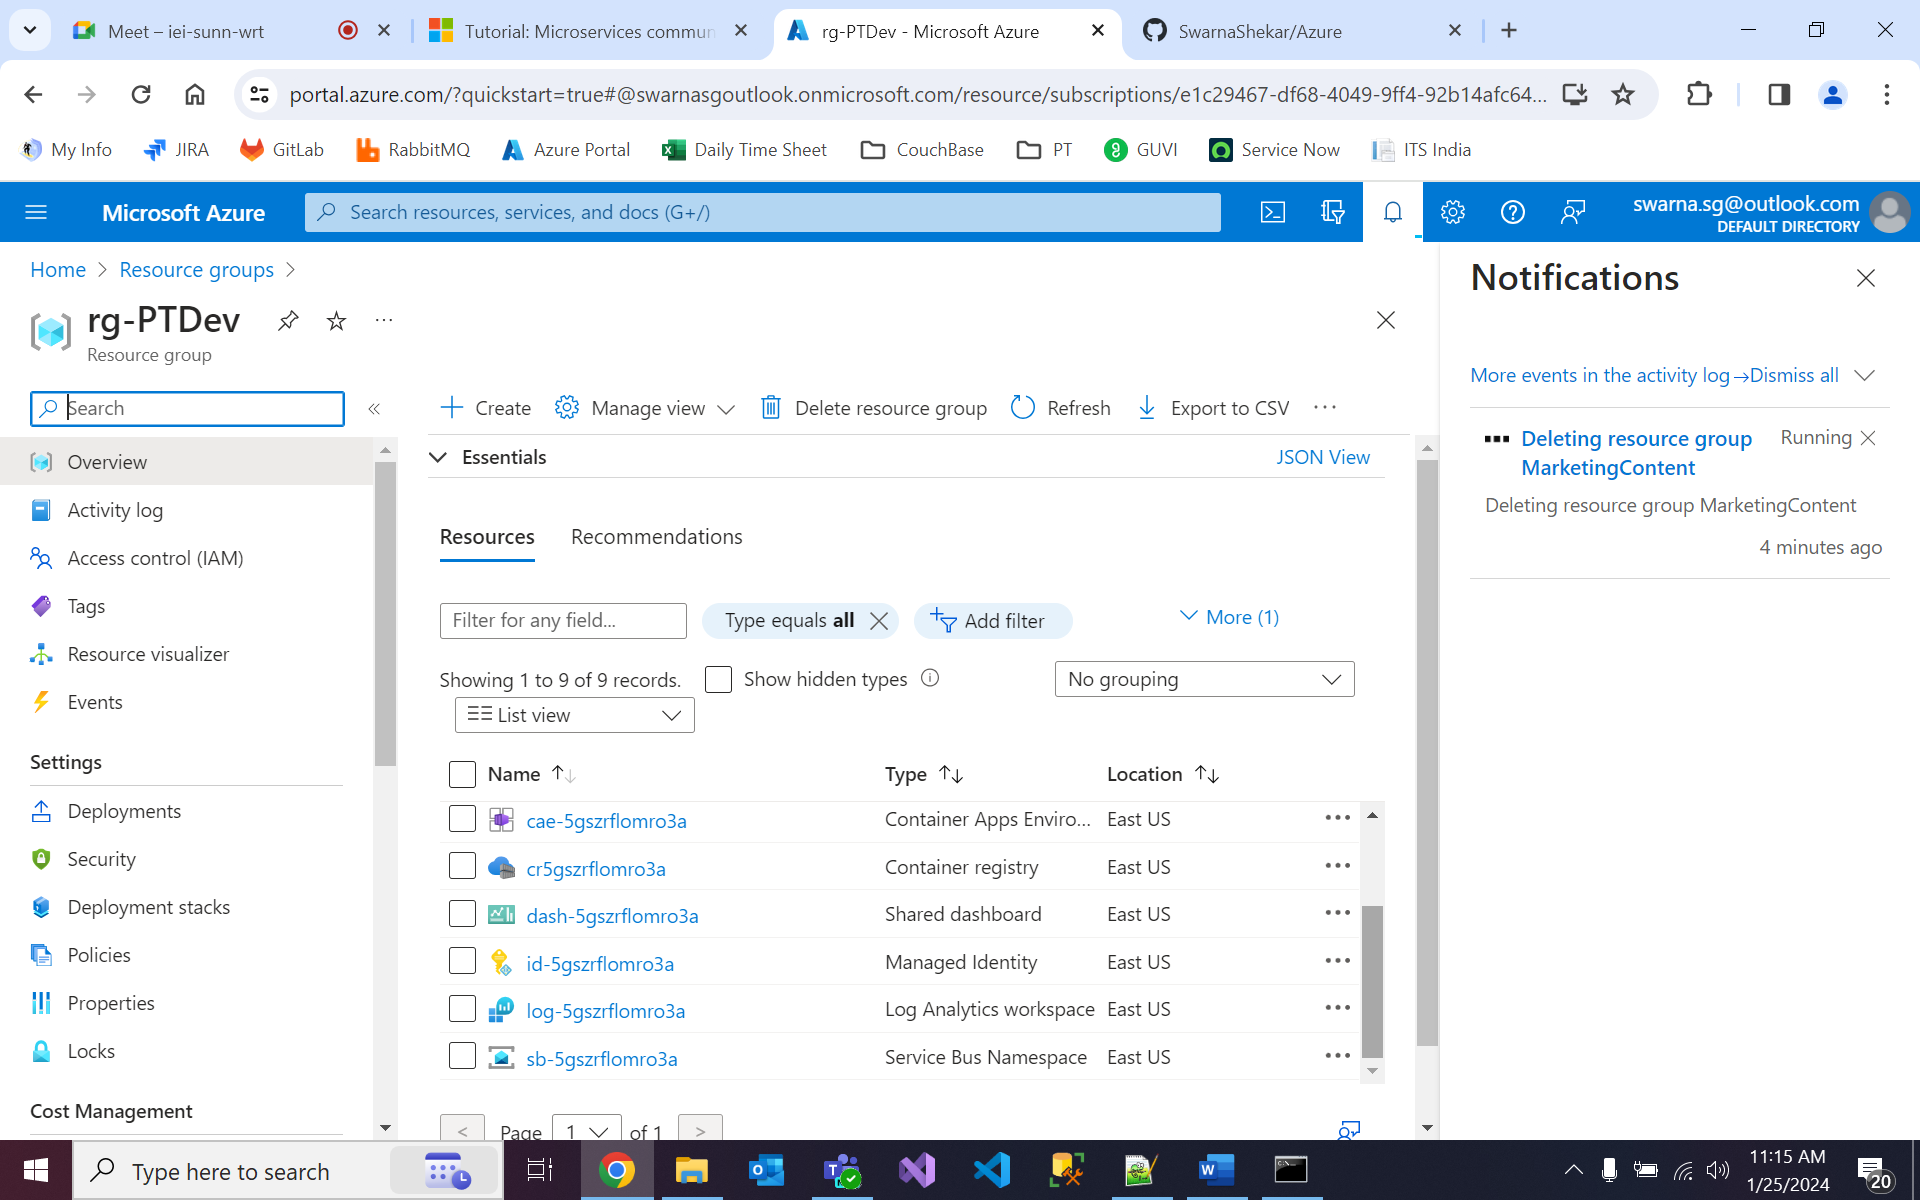 Meet – iei-sunn-wrt
Tutorial: Microservices commun
rg-PTDev - Microsoft Azure
SwarnaShekar/Azure
portal.azure.com/?quickstart=true#@swarnasgoutlook.onmicrosoft.com/resource/subscriptions/e1c29467-df68-4049-9ff4-92b14afc64...
My Info
JIRA
GitLab
RabbitMQ
Azure Portal
Daily Time Sheet
CouchBase
PT
GUVI
Service Now
ITS India
Microsoft Azure
Search resources, services, and docs (G+/)
swarna.sg@outlook.com
DEFAULT DIRECTORY
Home
Resource groups
rg-PTDev
Resource group
Search
Overview
Activity log
Access control (IAM)
Tags
Resource visualizer
Events
Settings
Deployments
Security
Deployment stacks
Policies
Properties
Locks
Cost Management
Create
Manage view
Delete resource group
Refresh
Export to CSV
Essentials
JSON View
Resources
Recommendations
Filter for any field...
Type equals all
Add filter
More (1)
Showing 1 to 9 of 9 records.
Show hidden types
No grouping
List view
Name
Type
Location
cae-5gszrflomro3a
Container Apps Enviro...
East US
cr5gszrflomro3a
Container registry
East US
dash-5gszrflomro3a
Shared dashboard
East US
id-5gszrflomro3a
Managed Identity
East US
log-5gszrflomro3a
Log Analytics workspace
East US
sb-5gszrflomro3a
Service Bus Namespace
East US
<
Page
1
of 1
>
Notifications
More events in the activity log→
Dismiss all
Deleting resource group MarketingContent
Running
Deleting resource group MarketingContent
4 minutes ago
Type here to search
11:15 AM
1/25/2024
20